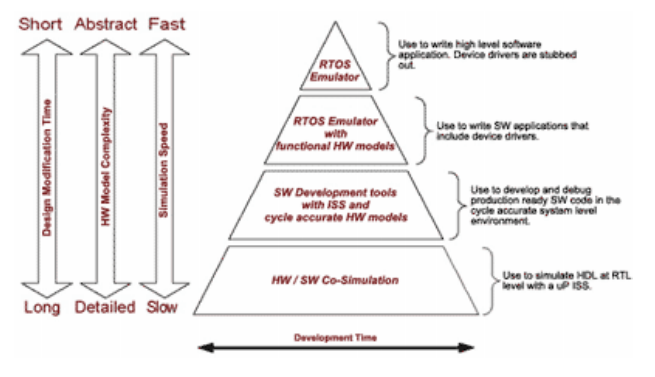 Short Abstract Fast
Design Modification Time
HW Model Complexity
Simulation Speed
Long Detailed Slow
RTOS
Emulator
Use to write high level software
application. Device drivers are stubbed
out.
RTOS Emulator
with
functional HW models
Use to write SW applications that
include device drivers.
SW Development tools
with ISS and
cycle accurate HW models
Use to develop and debug
production ready SW code in the
cycle accurate system level
environment.
HW / SW Co-Simulation
Use to simulate HDL at RTL
level with a uP ISS.
Development Time